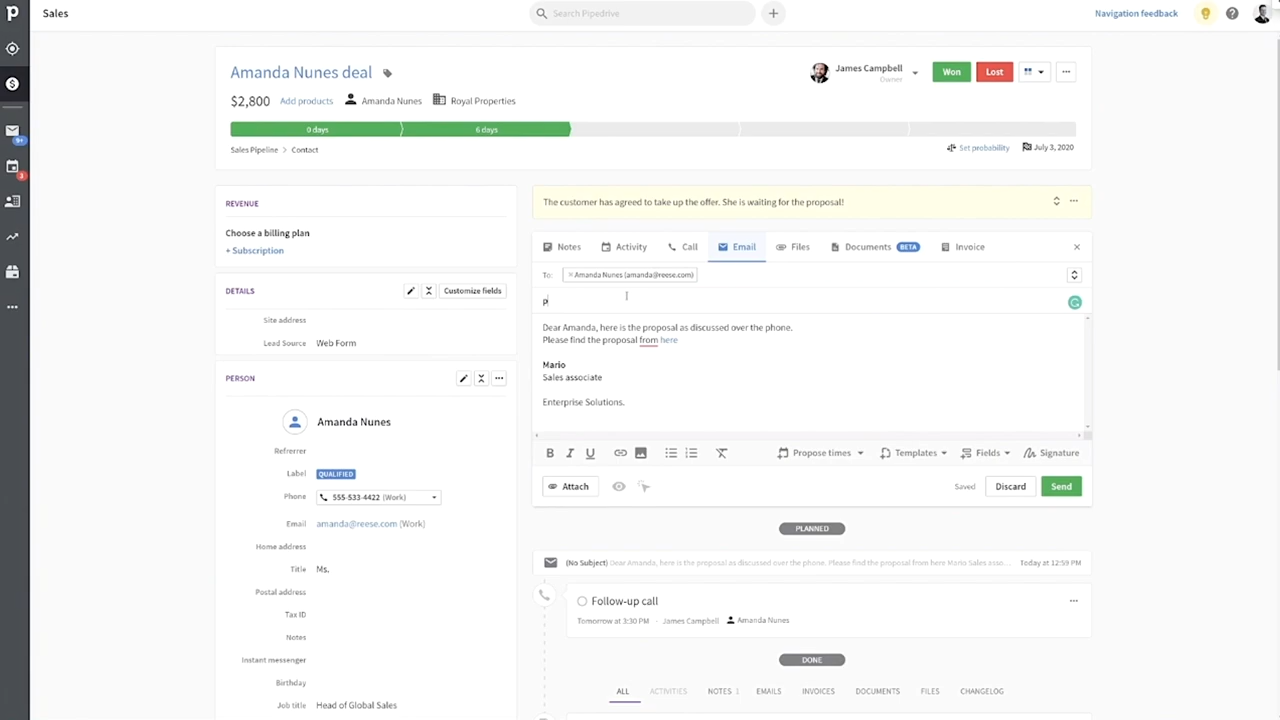 Sales
Search Pipedrive
Navigation feedback
Amanda Nunes deal
James Campbell
Owner
Won
Lost
$2,800 Add products Amanda Nunes Royal Properties
0 days
6 days
Sales Pipeline > Contact
Set probability
July 3, 2020
9+
3
REVENUE
Choose a billing plan
+ Subscription
DETAILS
Customize fields
Site address
Lead Source Web Form
PERSON
Amanda Nunes
Refrerrer
Label QUALIFIED
Phone 555-533-4422 (Work)
Email amanda@reese.com (Work)
Home address
Title Ms,
Postal address
Tax ID
Notes
Instant messenger
Birthday
Job title Head of Global Sales
The customer has agreed to take up the offer. She is waiting for the proposal!
Notes Activity Call Email Files Documents BETA Invoice
To: Amanda Nunes (amanda@reese.com)
P
Dear Amanda, here is the proposal as discussed over the phone.
Please find the proposal from here
Mario
Sales associate
Enterprise Solutions.
B I U Propose times Templates Fields Signature
Attach
Saved Discard Send
PLANNED
(No Subject) Dear Amanda, here is the proposal as discussed over the phone. Please find the proposal from here Mario Sales asso... Today at 12:59 PM
Follow-up call
Tomorrow at 3:30 PM · James Campbell Amanda Nunes
DONE
ALL ACTIVITIES NOTES 1 EMAILS INVOICES DOCUMENTS FILES CHANGELOG